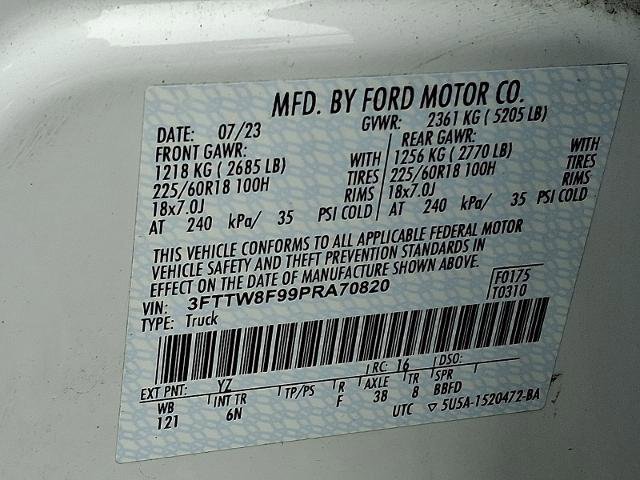 MFD. BY FORD MOTOR CO.
DATE: 07/23 GVWR: 2361 KG ( 5205 LB)
FRONT GAWR: REAR GAWR:
1218 KG ( 2685 LB) WITH 1256 KG ( 2770 LB) WITH
225/60R18 100H TIRES 225/60R18 100H TIRES
18x7.0J RIMS 18x7.0J RIMS
AT 240 kPa/ 35 PSI COLD AT 240 kPa/ 35 PSI COLD
THIS VEHICLE CONFORMS TO ALL APPLICABLE FEDERAL MOTOR
VEHICLE SAFETY AND THEFT PREVENTION STANDARDS IN
EFFECT ON THE DATE OF MANUFACTURE SHOWN ABOVE.
VIN: 3FTTW8F99PRA70820 F0175
TYPE: Truck T0310
EXT PNT: YZ RC: 16 DSO:
WB INT TR TP/PS R AXLE TR SPR
121 6N F 38 8 BBFD
UTC ▽ 5U5A-1520472-BA